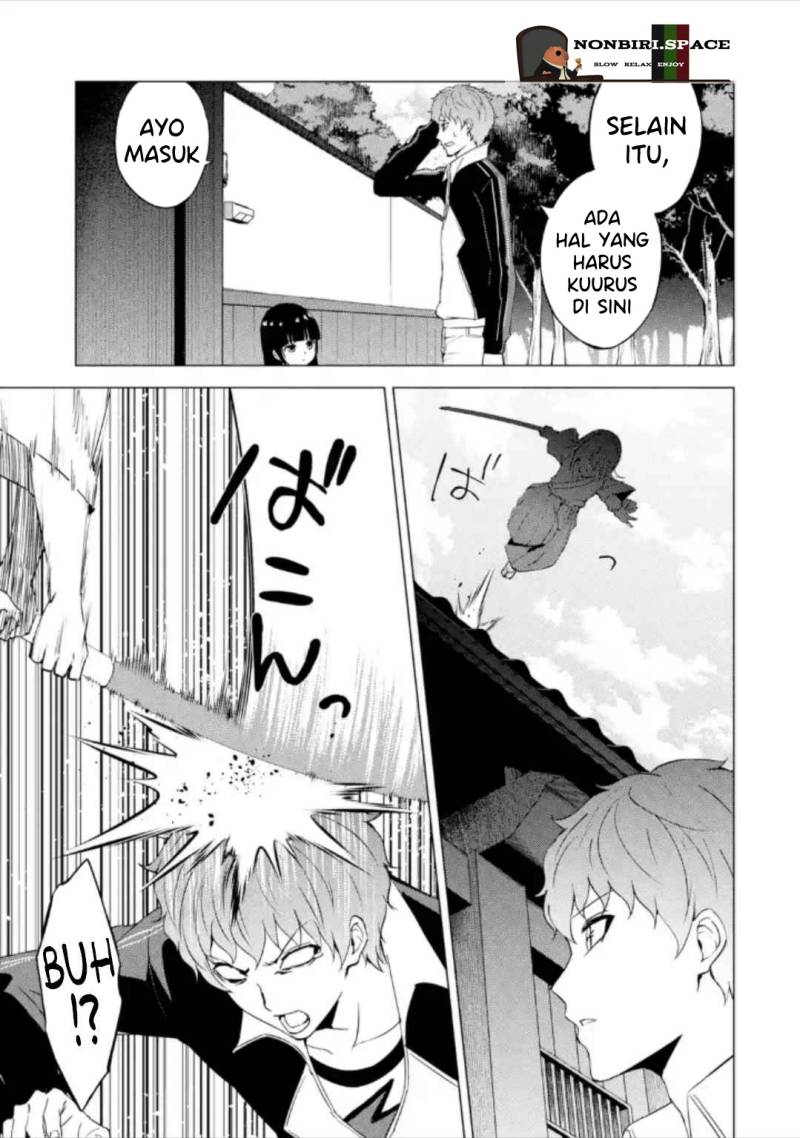 NONBIRI.SPACE
SLOW RELAX ENJOY
SELAIN
ITU,
ADA
HAL YANG
HARUS
KUURUS
DI SINI
AYO
MASUK
ばっ
ばこんっ
BUH
!?